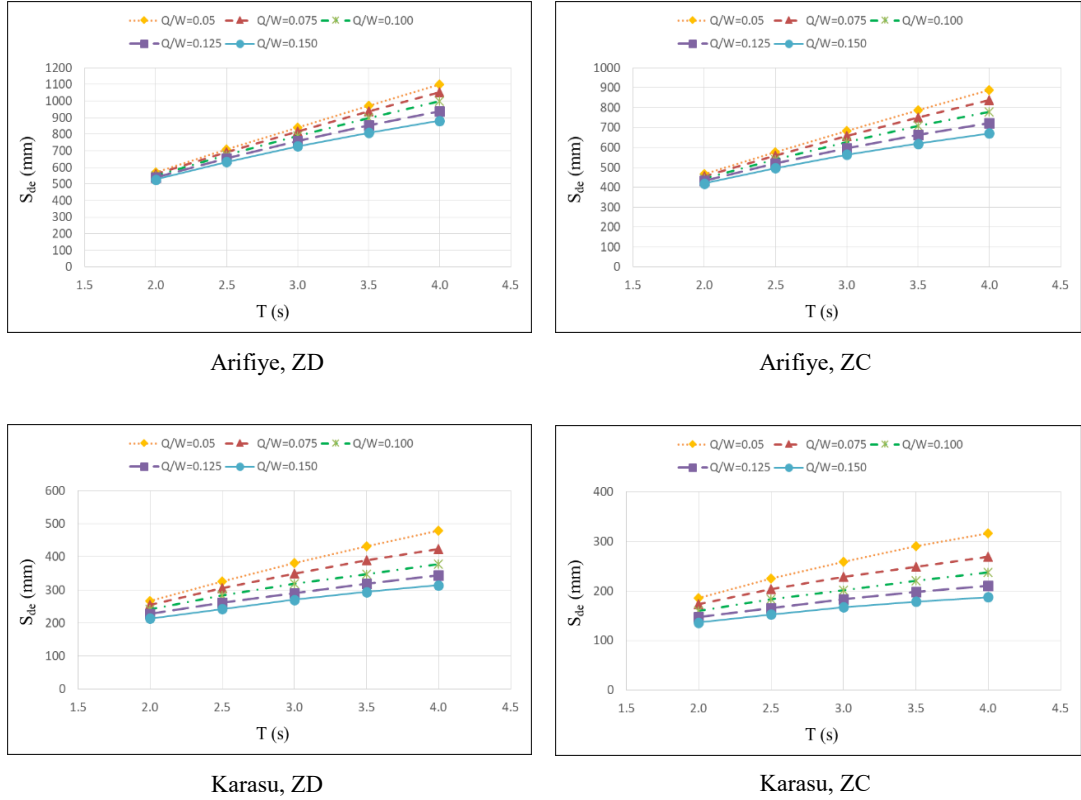 Q/W=0.05 Q/W=0.075 Q/W=0.100
Q/W=0.125 Q/W=0.150
1200
1100
1000
900
800
700
600
500
400
300
200
100
0
Sde (mm)
1.5 2.0 2.5 3.0 3.5 4.0 4.5
T (s)
Arifiye, ZD
Q/W=0.05 Q/W=0.075 Q/W=0.100
Q/W=0.125 Q/W=0.150
1000
900
800
700
600
500
400
300
200
100
0
Sde (mm)
1.5 2.0 2.5 3.0 3.5 4.0 4.5
T (s)
Arifiye, ZC
Q/W=0.05 Q/W=0.075 Q/W=0.100
Q/W=0.125 Q/W=0.150
600
500
400
300
200
100
0
Sde (mm)
1.5 2.0 2.5 3.0 3.5 4.0 4.5
T (s)
Karasu, ZD
Q/W=0.05 Q/W=0.075 Q/W=0.100
Q/W=0.125 Q/W=0.150
400
300
200
100
0
Sde (mm)
1.5 2.0 2.5 3.0 3.5 4.0 4.5
T (s)
Karasu, ZC